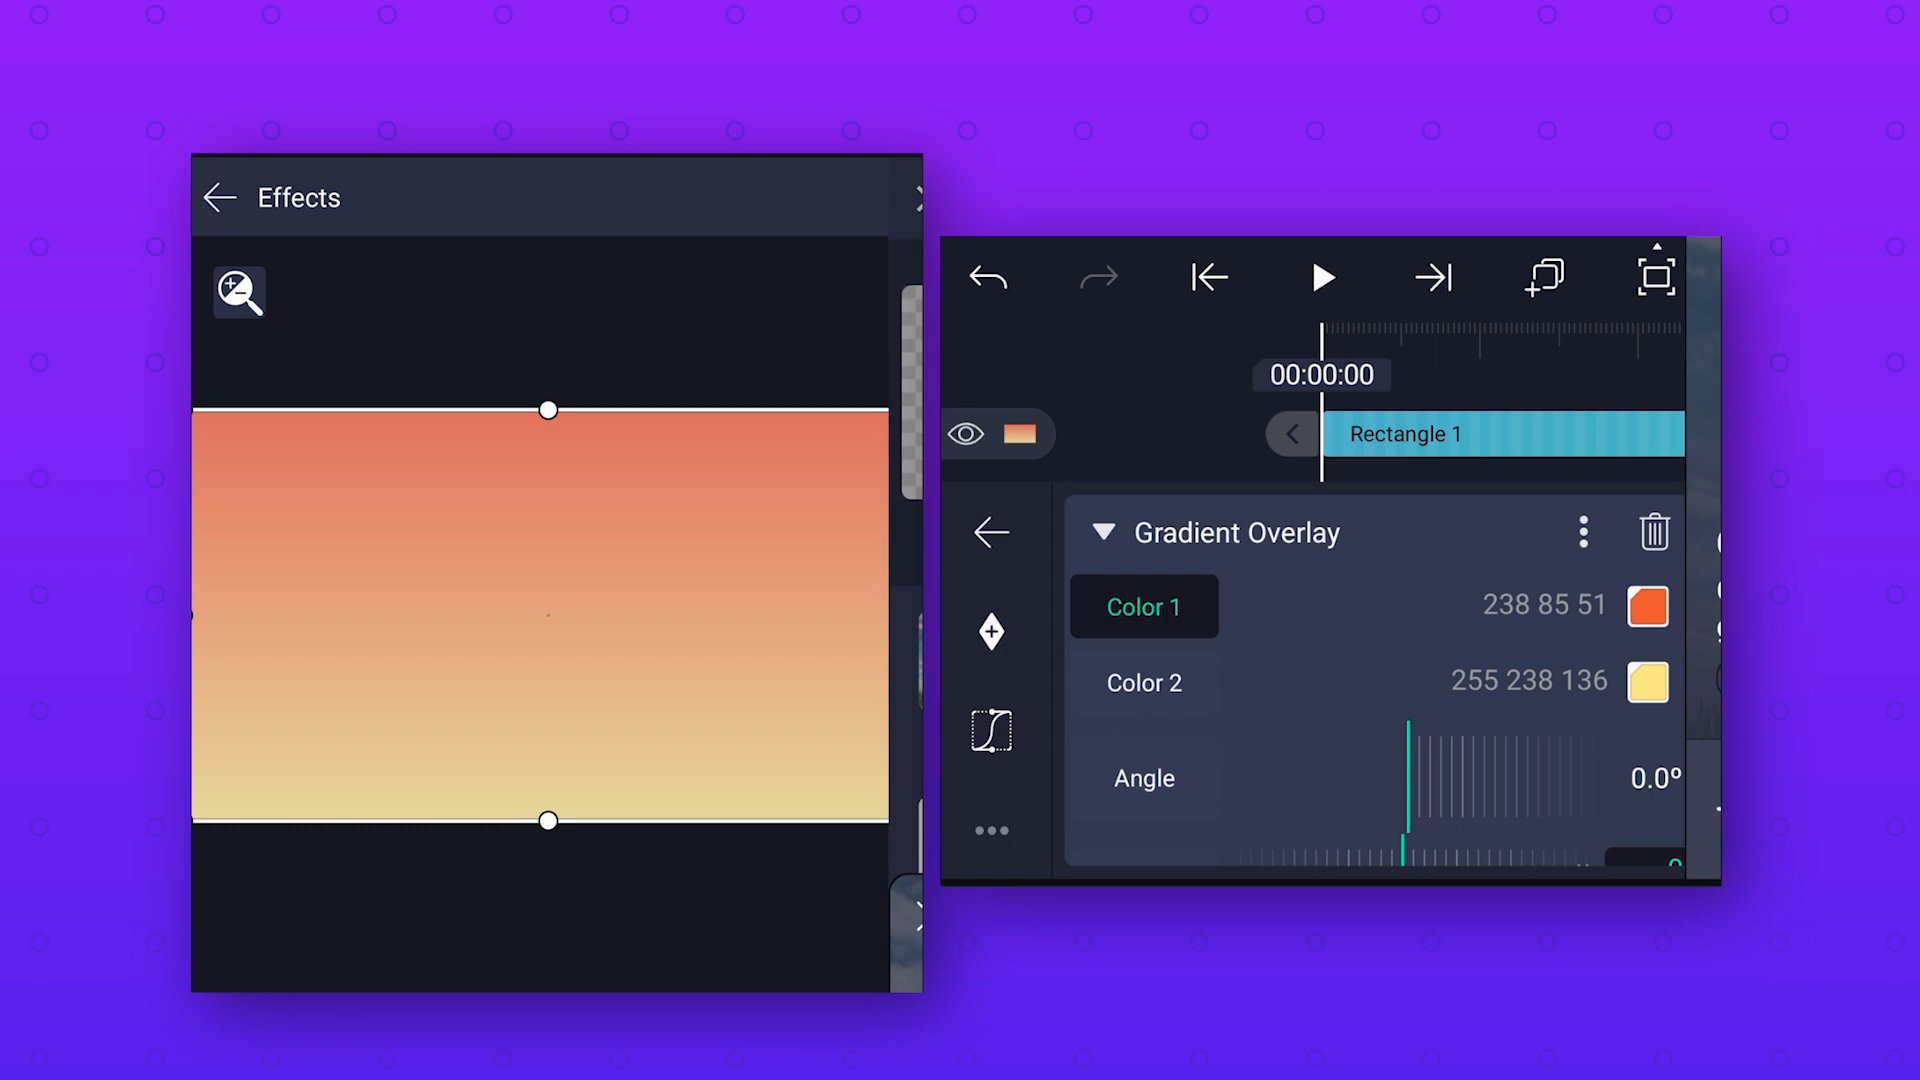 Effects
00:00:00
Rectangle 1
Gradient Overlay
Color 1
238 85 51
Color 2
255 238 136
Angle
0.0º